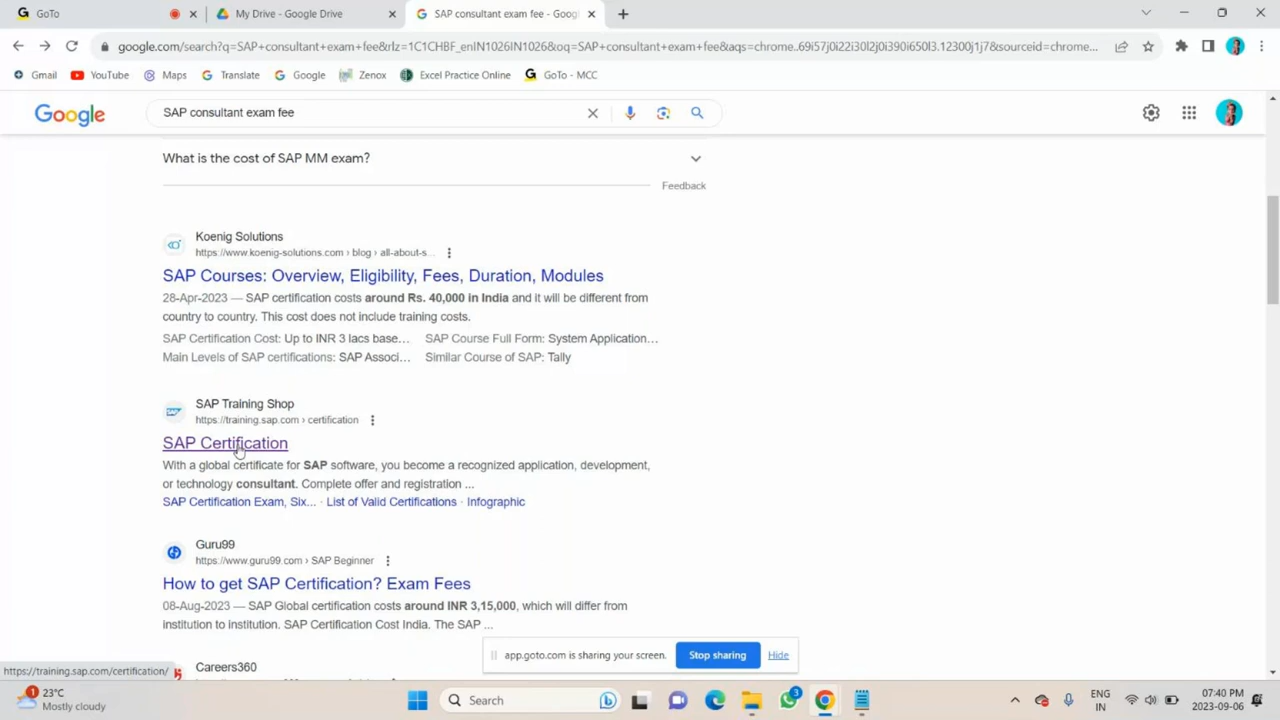 GoTo
My Drive - Google Drive
SAP consultant exam fee - Goog
google.com/search?q=SAP+consultant+exam+fee&rlz=1C1CHBF_enIN1026IN1026&oq=SAP+consultant+exam+fee&aqs=chrome..69i57j0i22i30l2j0i390i650l3.12300j1j7&sourceid=chrome...
Gmail
YouTube
Maps
Translate
Google
Zenox
Excel Practice Online
GoTo - MCC
Google
SAP consultant exam fee
What is the cost of SAP MM exam?
Feedback
Koenig Solutions
https://www.koenig-solutions.com › blog › all-about-s...
SAP Courses: Overview, Eligibility, Fees, Duration, Modules
28-Apr-2023 — SAP certification costs around Rs. 40,000 in India and it will be different from
country to country. This cost does not include training costs.
SAP Certification Cost: Up to INR 3 lacs base... SAP Course Full Form: System Application...
Main Levels of SAP certifications: SAP Associ... Similar Course of SAP: Tally
SAP Training Shop
https://training.sap.com › certification
SAP Certification
With a global certificate for SAP software, you become a recognized application, development,
or technology consultant. Complete offer and registration ...
SAP Certification Exam, Six... · List of Valid Certifications · Infographic
Guru99
https://www.guru99.com › SAP Beginner
How to get SAP Certification? Exam Fees
08-Aug-2023 — SAP Global certification costs around INR 3,15,000, which will differ from
institution to institution. SAP Certification Cost India. The SAP ...
app.goto.com is sharing your screen. Stop sharing Hide
Careers360
https://training.sap.com/certification/
1
23°C
Mostly cloudy
Search
3
ENG
IN
07:40 PM
2023-09-06